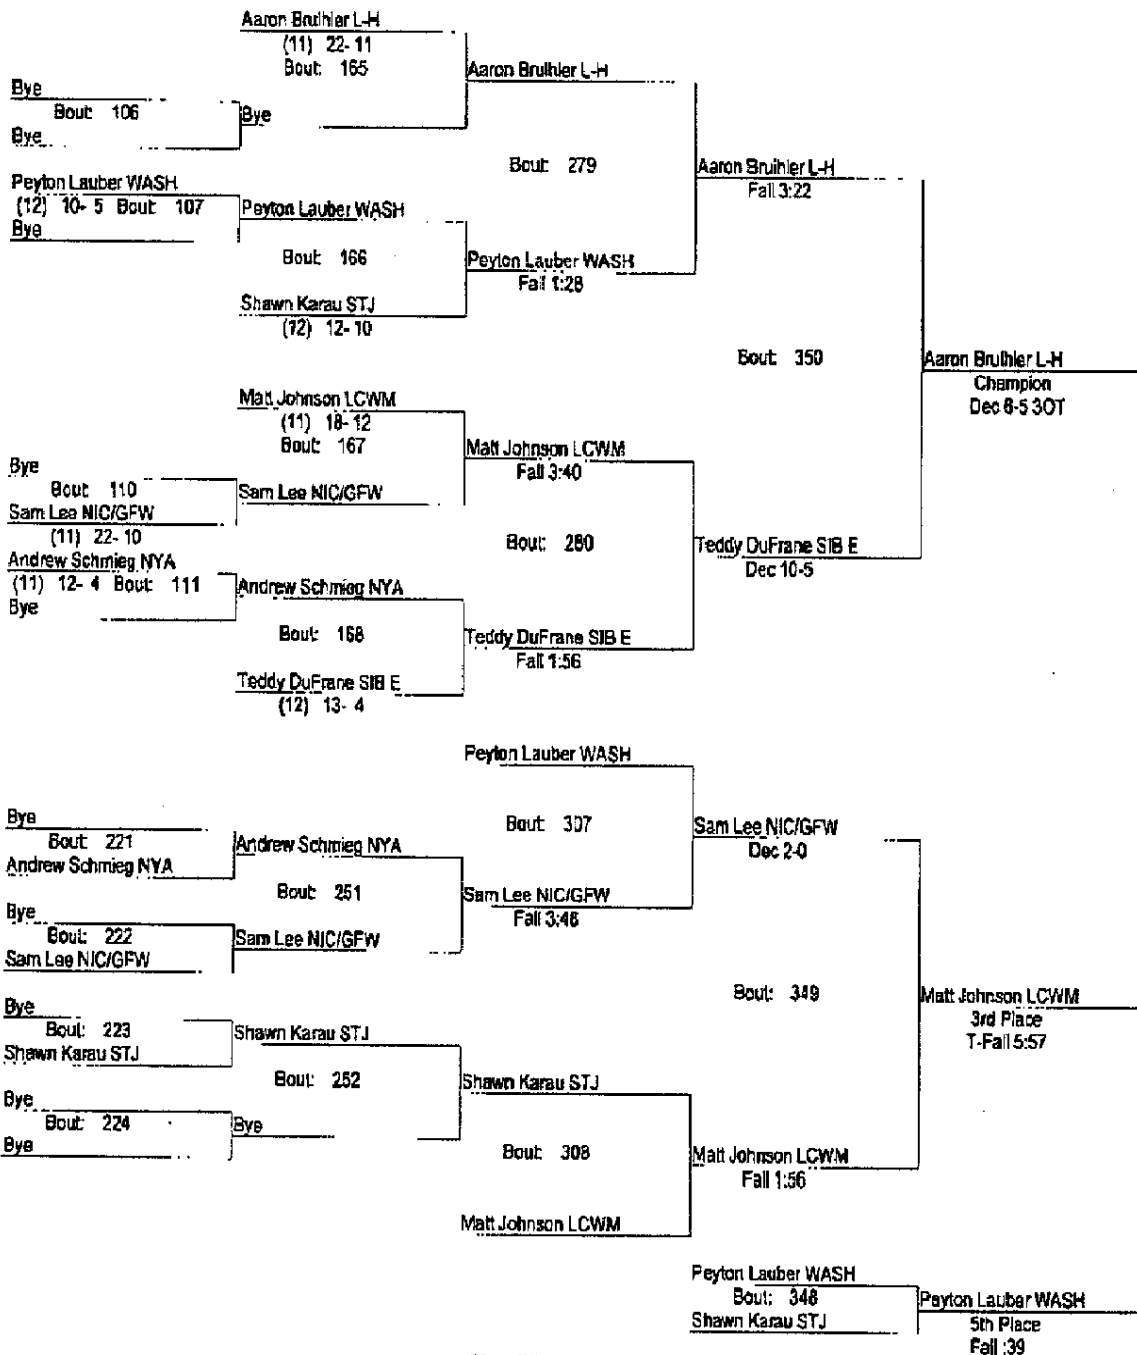 Aaron Bruihler L-H
(11) 22-11
Bout: 165
Aaron Bruihler L-H
Bye
Bout: 106
Bye
Bye
Bout: 279
Aaron Bruihler L-H
Fall 3:22
Peyton Lauber WASH
(12) 10- 5 Bout: 107
Bye
Peyton Lauber WASH
Bout: 166
Peyton Lauber WASH
Fall 1:28
Shawn Karau STJ
(12) 12-10
Bout: 350
Aaron Bruihler L-H
Champion
Dec 6-5 3OT
Matt Johnson LCWM
(11) 18-12
Bout: 167
Matt Johnson LCWM
Fall 3:40
Bye
Bout: 110
Sam Lee NIC/GFW
Sam Lee NIC/GFW
(11) 22-10
Bout: 280
Teddy DuFrane SIB E
Dec 10-5
Andrew Schmieg NYA
(11) 12- 4 Bout: 111
Bye
Andrew Schmieg NYA
Bout: 168
Teddy DuFrane SIB E
Fall 1:56
Teddy DuFrane SIB E
(12) 13- 4
Peyton Lauber WASH
Bout: 307
Sam Lee NIC/GFW
Dec 2-0
Bye
Bout: 221
Andrew Schmieg NYA
Andrew Schmieg NYA
Bout: 251
Sam Lee NIC/GFW
Fall 3:46
Bye
Bout: 222
Sam Lee NIC/GFW
Sam Lee NIC/GFW
Bout: 349
Matt Johnson LCWM
3rd Place
T-Fall 5:57
Bye
Bout: 223
Shawn Karau STJ
Shawn Karau STJ
Bout: 252
Shawn Karau STJ
Bye
Bout: 224
Bye
Bye
Bout: 308
Matt Johnson LCWM
Fall 1:56
Matt Johnson LCWM
Peyton Lauber WASH
Bout: 348
Shawn Karau STJ
Peyton Lauber WASH
5th Place
Fall :39